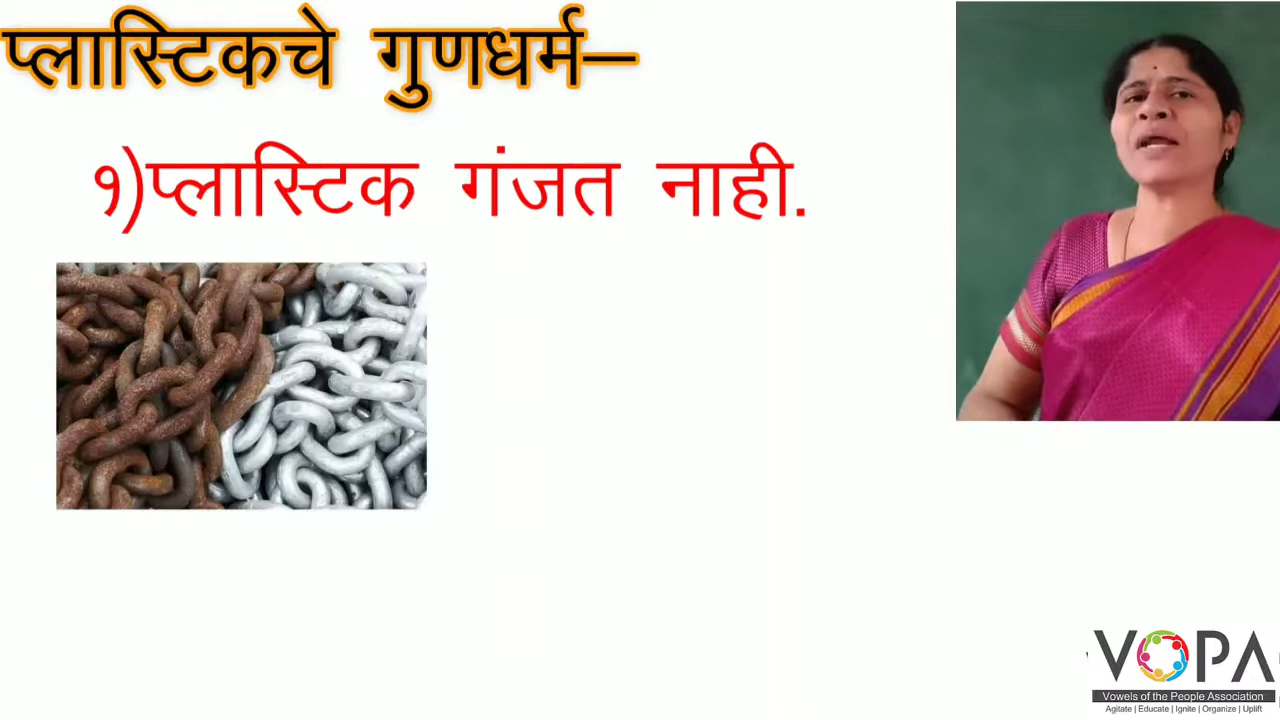 प्लास्टिकचे गुणधर्म–
१)प्लास्टिक गंजत नाही.
VOPA
Vowels of the People Association
Agitate | Educate | Ignite | Organize | Uplift